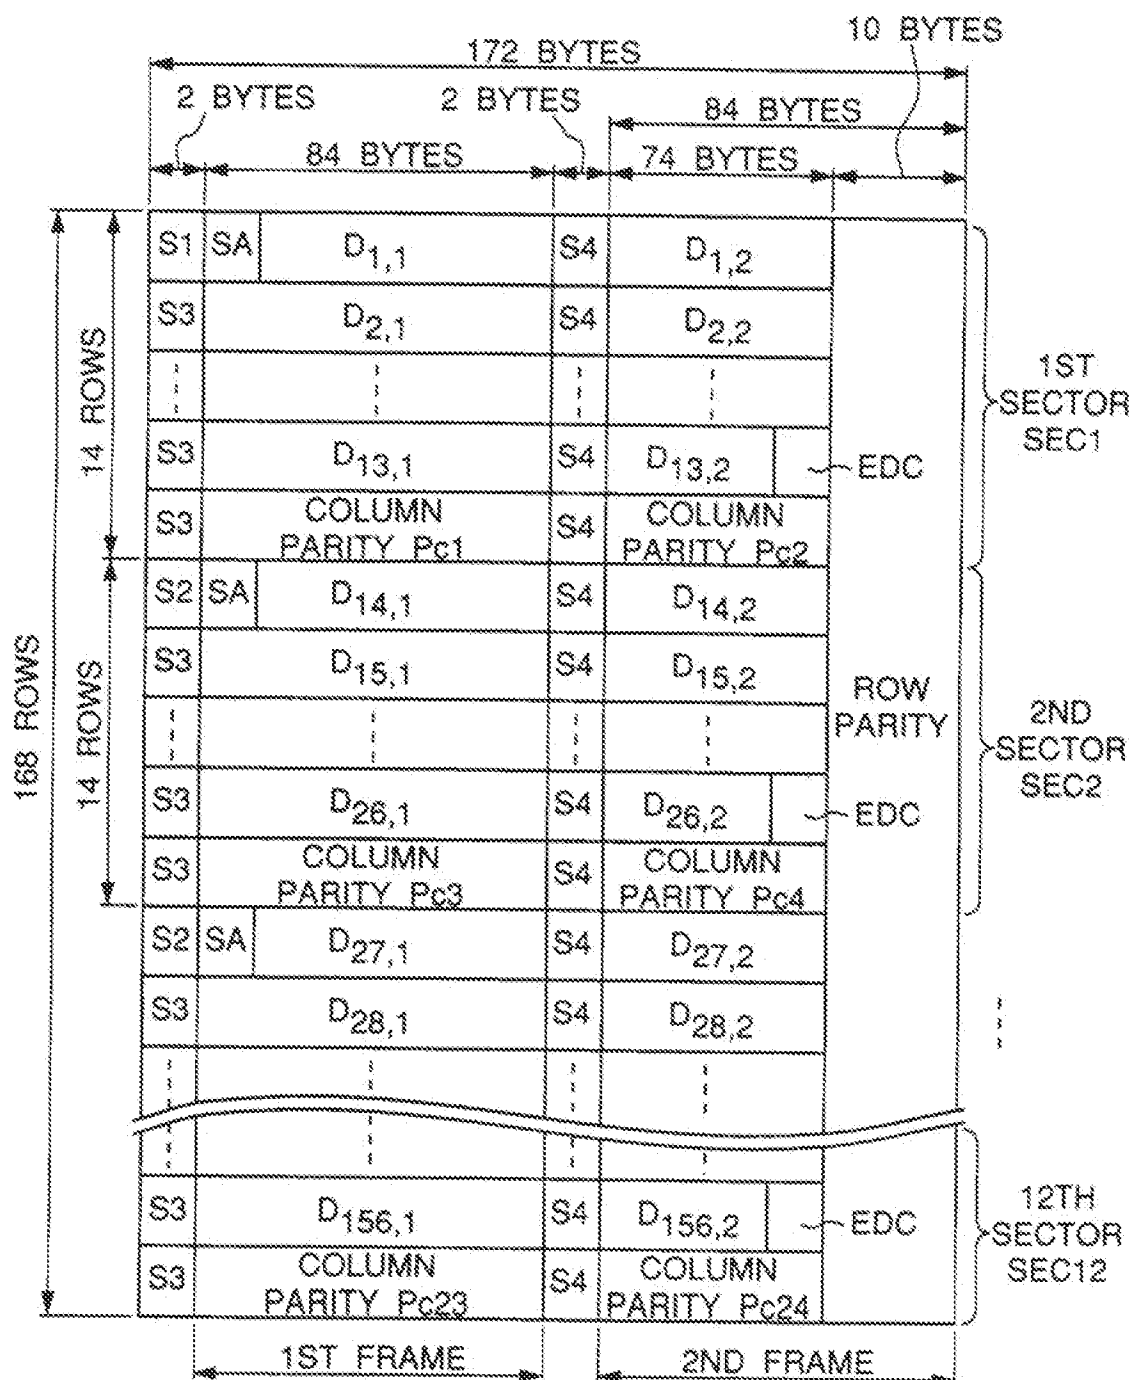 10 BYTES
172 BYTES
2 BYTES
2 BYTES
84 BYTES
84 BYTES
74 BYTES
S1 SA D1,1 S4 D1,2
S3 D2,1 S4 D2,2
S3 D13,1 S4 D13,2 EDC
S3 COLUMN PARITY Pc1 S4 COLUMN PARITY Pc2
S2 SA D14,1 S4 D14,2
S3 D15,1 S4 D15,2
ROW
PARITY
S3 D26,1 S4 D26,2 EDC
S3 COLUMN PARITY Pc3 S4 COLUMN PARITY Pc4
S2 SA D27,1 S4 D27,2
S3 D28,1 S4 D28,2
S3 D156,1 S4 D156,2 EDC
S3 COLUMN PARITY Pc23 S4 COLUMN PARITY Pc24
168 ROWS
14 ROWS
14 ROWS
1ST
SECTOR
SEC1
2ND
SECTOR
SEC2
12TH
SECTOR
SEC12
1ST FRAME
2ND FRAME